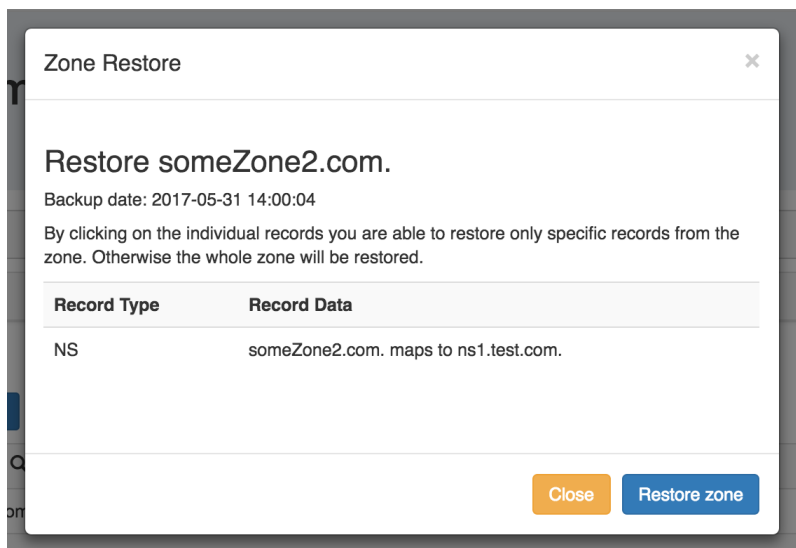 Zone Restore
×
Restore someZone2.com.
Backup date: 2017-05-31 14:00:04
By clicking on the individual records you are able to restore only specific records from the
zone. Otherwise the whole zone will be restored.
Record Type Record Data
NS someZone2.com. maps to ns1.test.com.
Close Restore zone